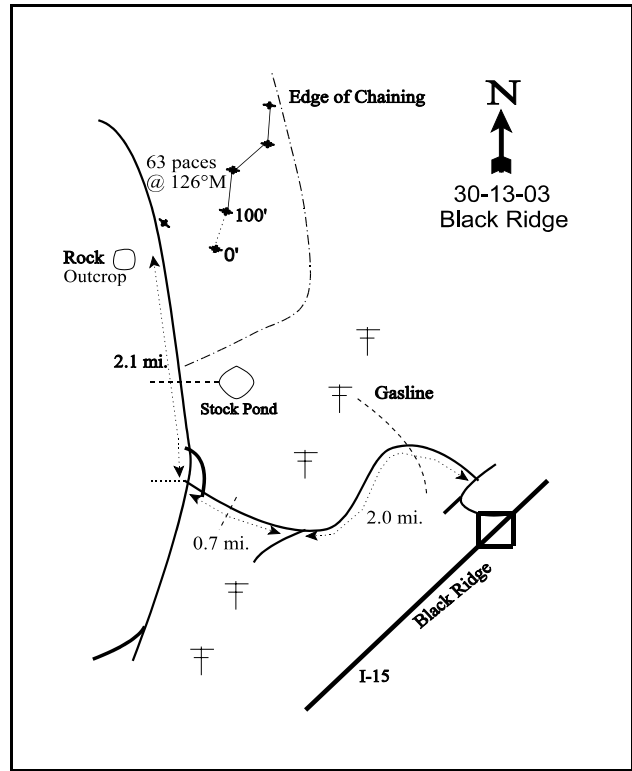 Edge of Chaining
N
63 paces
@ 126°M
30-13-03
Black Ridge
100'
0'
Rock
Outcrop
2.1 mi.
Stock Pond
Gasline
2.0 mi.
0.7 mi.
Black Ridge
I-15